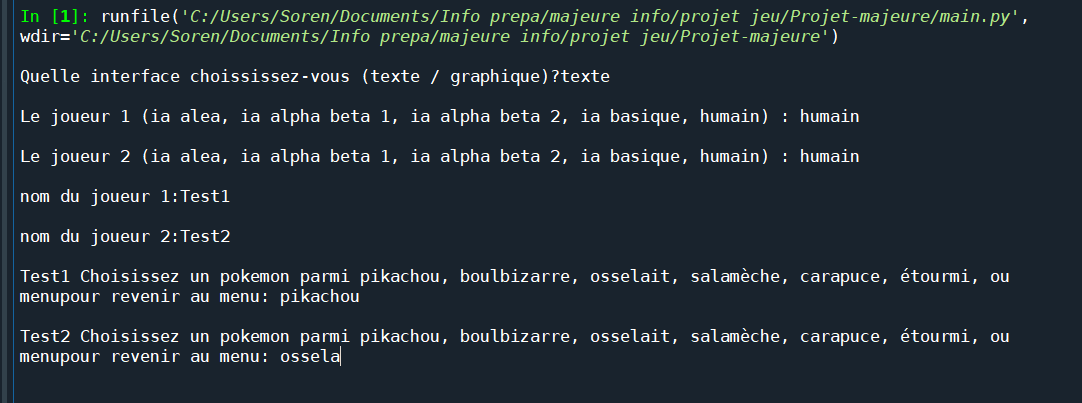 In [1]: runfile('C:/Users/Soren/Documents/Info prepa/majeure info/projet jeu/Projet-majeure/main.py',
wdir='C:/Users/Soren/Documents/Info prepa/majeure info/projet jeu/Projet-majeure')
Quelle interface choississez-vous (texte / graphique)?texte
Le joueur 1 (ia alea, ia alpha beta 1, ia alpha beta 2, ia basique, humain) : humain
Le joueur 2 (ia alea, ia alpha beta 1, ia alpha beta 2, ia basique, humain) : humain
nom du joueur 1:Test1
nom du joueur 2:Test2
Test1 Choisissez un pokemon parmi pikachou, boulbizarre, osselait, salamèche, carapuce, étourmi, ou
menupour revenir au menu: pikachou
Test2 Choisissez un pokemon parmi pikachou, boulbizarre, osselait, salamèche, carapuce, étourmi, ou
menupour revenir au menu: ossela